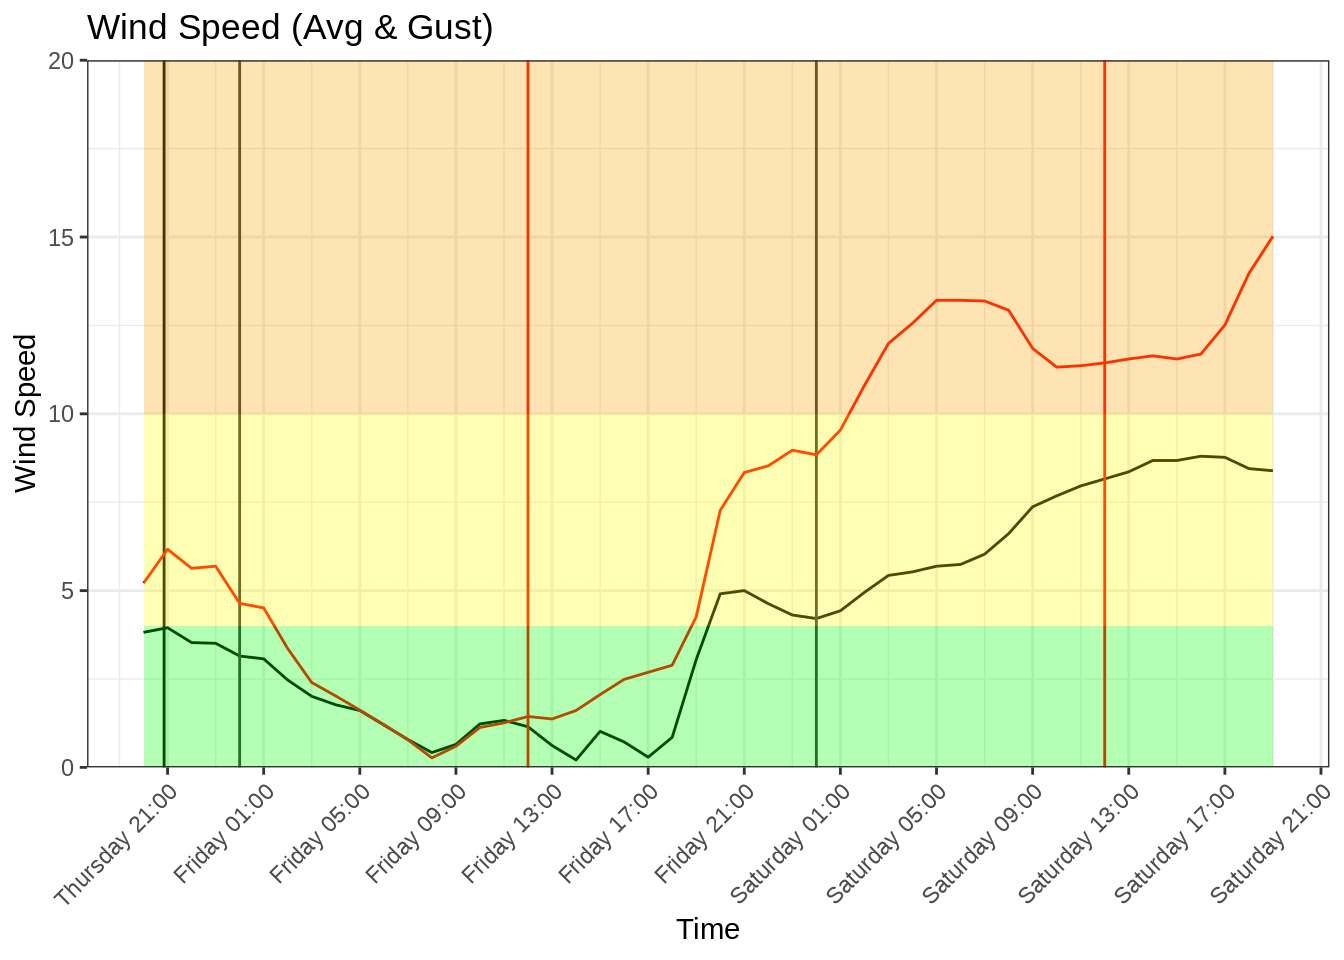 Wind Speed (Avg & Gust)
20
15
10
5
0
Wind Speed
Thursday 21:00
Friday 01:00
Friday 05:00
Friday 09:00
Friday 13:00
Friday 17:00
Friday 21:00
Saturday 01:00
Saturday 05:00
Saturday 09:00
Saturday 13:00
Saturday 17:00
Saturday 21:00
Time